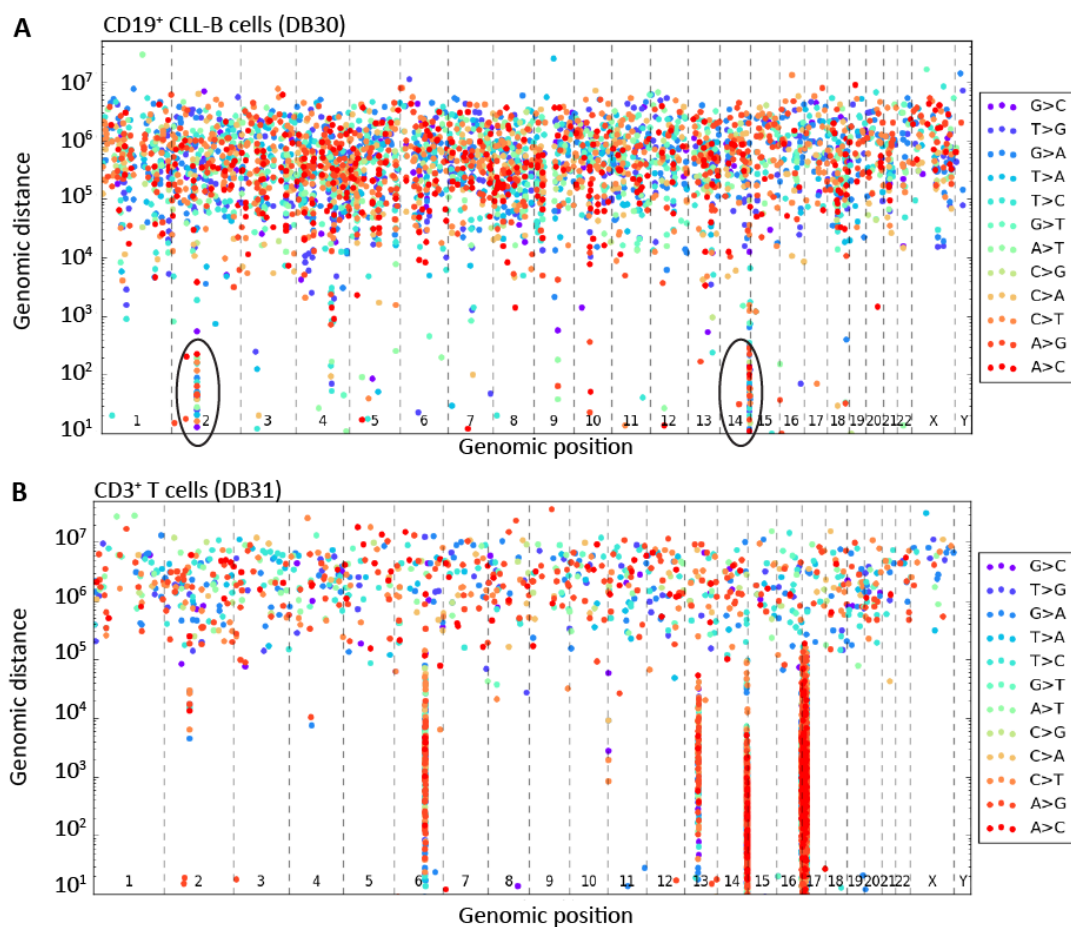 A
CD19⁺ CLL-B cells (DB30)
Genomic distance
10⁷
10⁶
10⁵
10⁴
10³
10²
10¹
1 2 3 4 5 6 7 8 9 10 11 12 13 14 15 16 17 18 19 20 21 22 X Y
Genomic position
G>C
T>G
G>A
T>A
T>C
G>T
A>T
C>G
C>A
C>T
A>G
A>C
B
CD3⁺ T cells (DB31)
Genomic distance
10⁷
10⁶
10⁵
10⁴
10³
10²
10¹
1 2 3 4 5 6 7 8 9 10 11 12 13 14 15 16 17 18 19 20 21 22 X Y
Genomic position
G>C
T>G
G>A
T>A
T>C
G>T
A>T
C>G
C>A
C>T
A>G
A>C